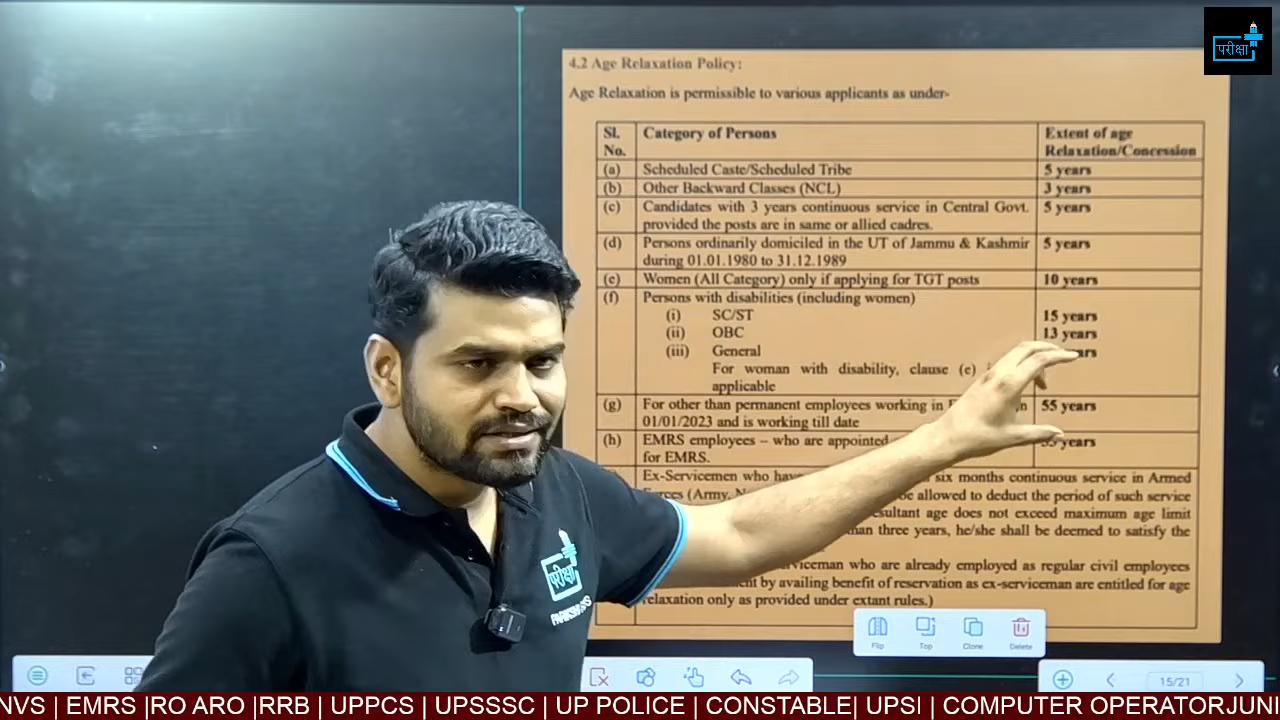 परीक्षा
4.2 Age Relaxation Policy:
Age Relaxation is permissible to various applicants as under-
Sl. No. Category of Persons Extent of age Relaxation/Concession
(a) Scheduled Caste/Scheduled Tribe 5 years
(b) Other Backward Classes (NCL) 3 years
(c) Candidates with 3 years continuous service in Central Govt. 5 years
provided the posts are in same or allied cadres.
(d) Persons ordinarily domiciled in the UT of Jammu & Kashmir 5 years
during 01.01.1980 to 31.12.1989
(e) Women (All Category) only if applying for TGT posts 10 years
(f) Persons with disabilities (including women)
(i) SC/ST 15 years
(ii) OBC 13 years
(iii) General
For woman with disability, clause (e)
applicable
(g) For other than permanent employees working in 55 years
01/01/2023 and is working till date
(h) EMRS employees – who are appointed years
for EMRS.
Ex-Servicemen who have six months continuous service in Armed
Forces (Army, be allowed to deduct the period of such service
age does not exceed maximum age limit
than three years, he/she shall be deemed to satisfy the
who are already employed as regular civil employees
by availing benefit of reservation as ex-serviceman are entitled for age
relaxation only as provided under extant rules.)
परीक्षा
Flip Top Clone Delete
15/21
NVS | EMRS |RO ARO |RRB | UPPCS | UPSSSC | UP POLICE | CONSTABLE| UPSI | COMPUTER OPERATORJUNI